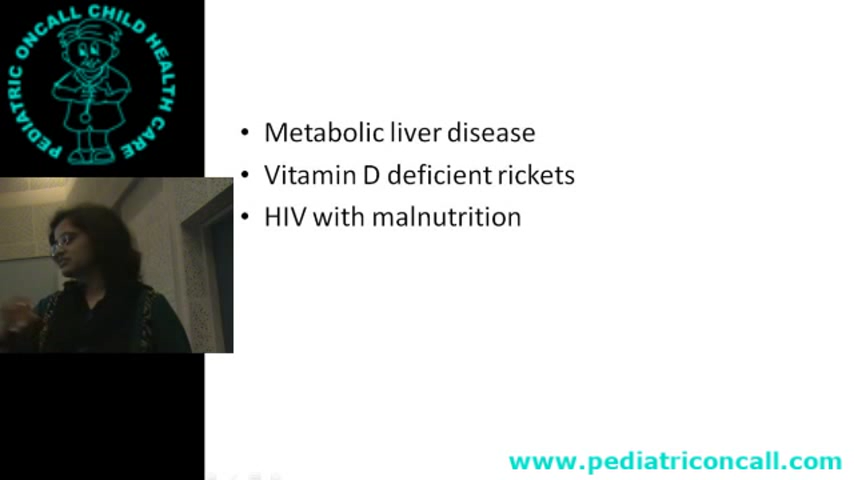 PEDIATRIC ONCALL CHILD HEALTH CARE
• Metabolic liver disease
• Vitamin D deficient rickets
• HIV with malnutrition
www.pediatriconcall.com